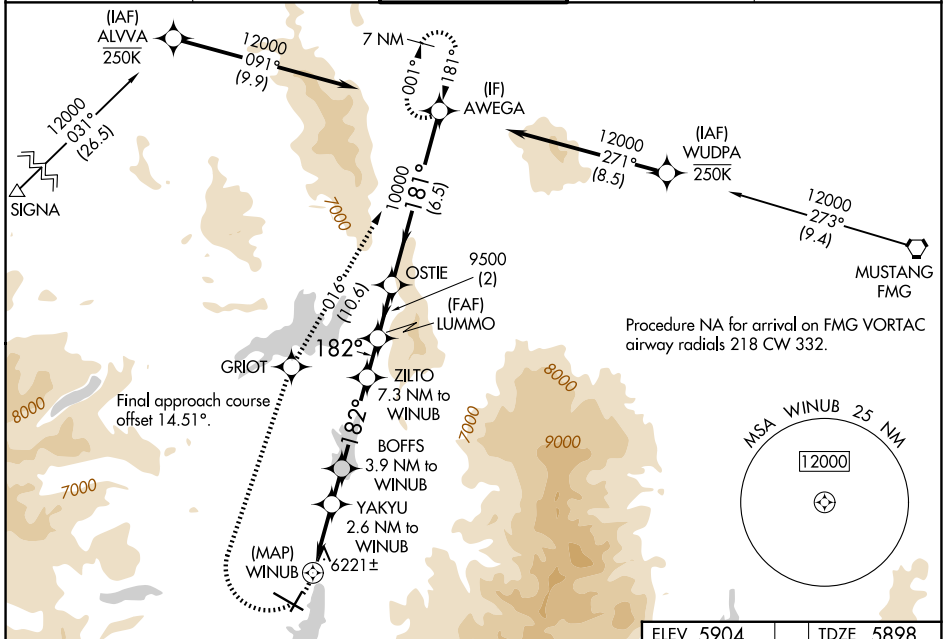 (IAF)
ALVVA
250K
12000
091°
(9.9)
12000
031°
(26.5)
SIGNA
7 NM
001°
181°
(IF)
AWEGA
12000
271°
(8.5)
(IAF)
WUDPA
250K
12000
273°
(9.4)
MUSTANG
FMG
7000
10000
181°
(6.5)
016°
(10.6)
OSTIE
9500
(2)
(FAF)
LUMMO
182°
GRIOT
ZILTO
7.3 NM to
WINUB
Procedure NA for arrival on FMG VORTAC
airway radials 218 CW 332.
Final approach course
offset 14.51°.
8000
7000
182°
BOFFS
3.9 NM to
WINUB
YAKYU
2.6 NM to
WINUB
(MAP)
WINUB
6221±
8000
7000
9000
MSA WINUB 25 NM
12000
ELEV 5904
TDZE 5898